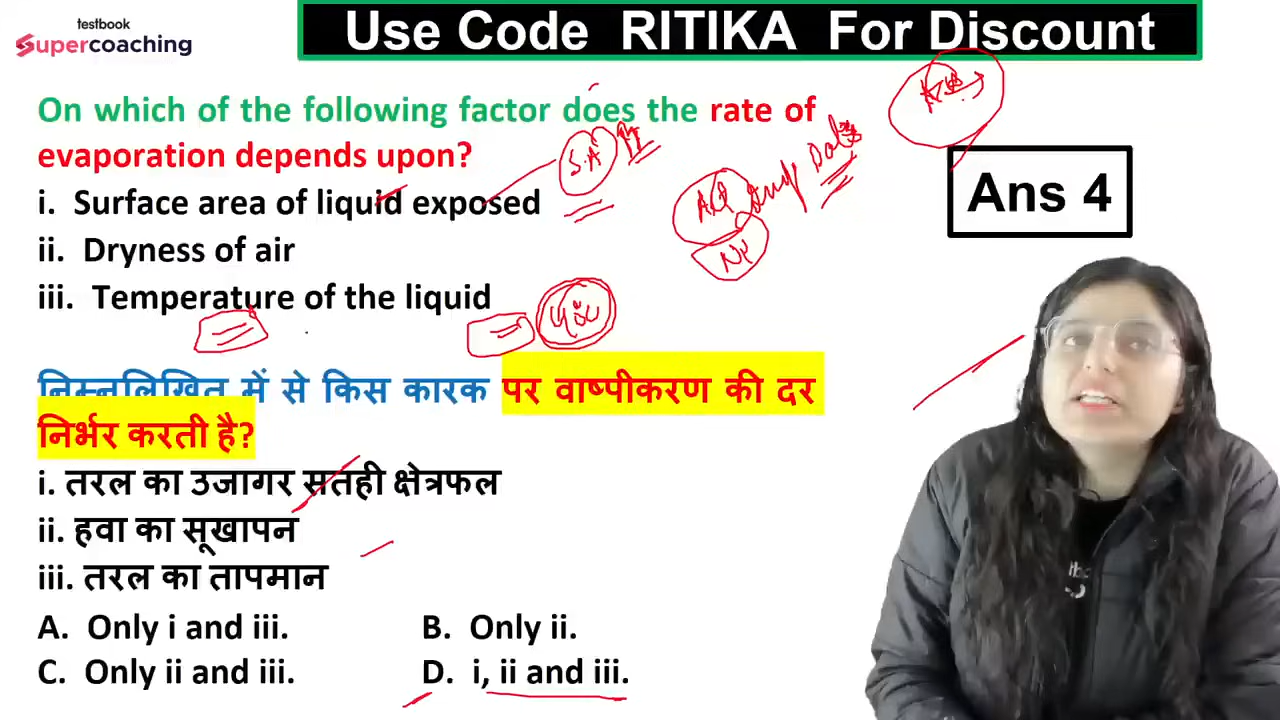 testbook
Supercoaching
Use Code RITIKA For Discount
On which of the following factor does the rate of
evaporation depends upon?
i. Surface area of liquid exposed
ii. Dryness of air
iii. Temperature of the liquid
S.A
Ans 4
निम्नलिखित में से किस कारक पर वाष्पीकरण की दर
निर्भर करती है?
i. तरल का उजागर सतही क्षेत्रफल
ii. हवा का सूखापन
iii. तरल का तापमान
A. Only i and iii.
B. Only ii.
C. Only ii and iii.
D. i, ii and iii.